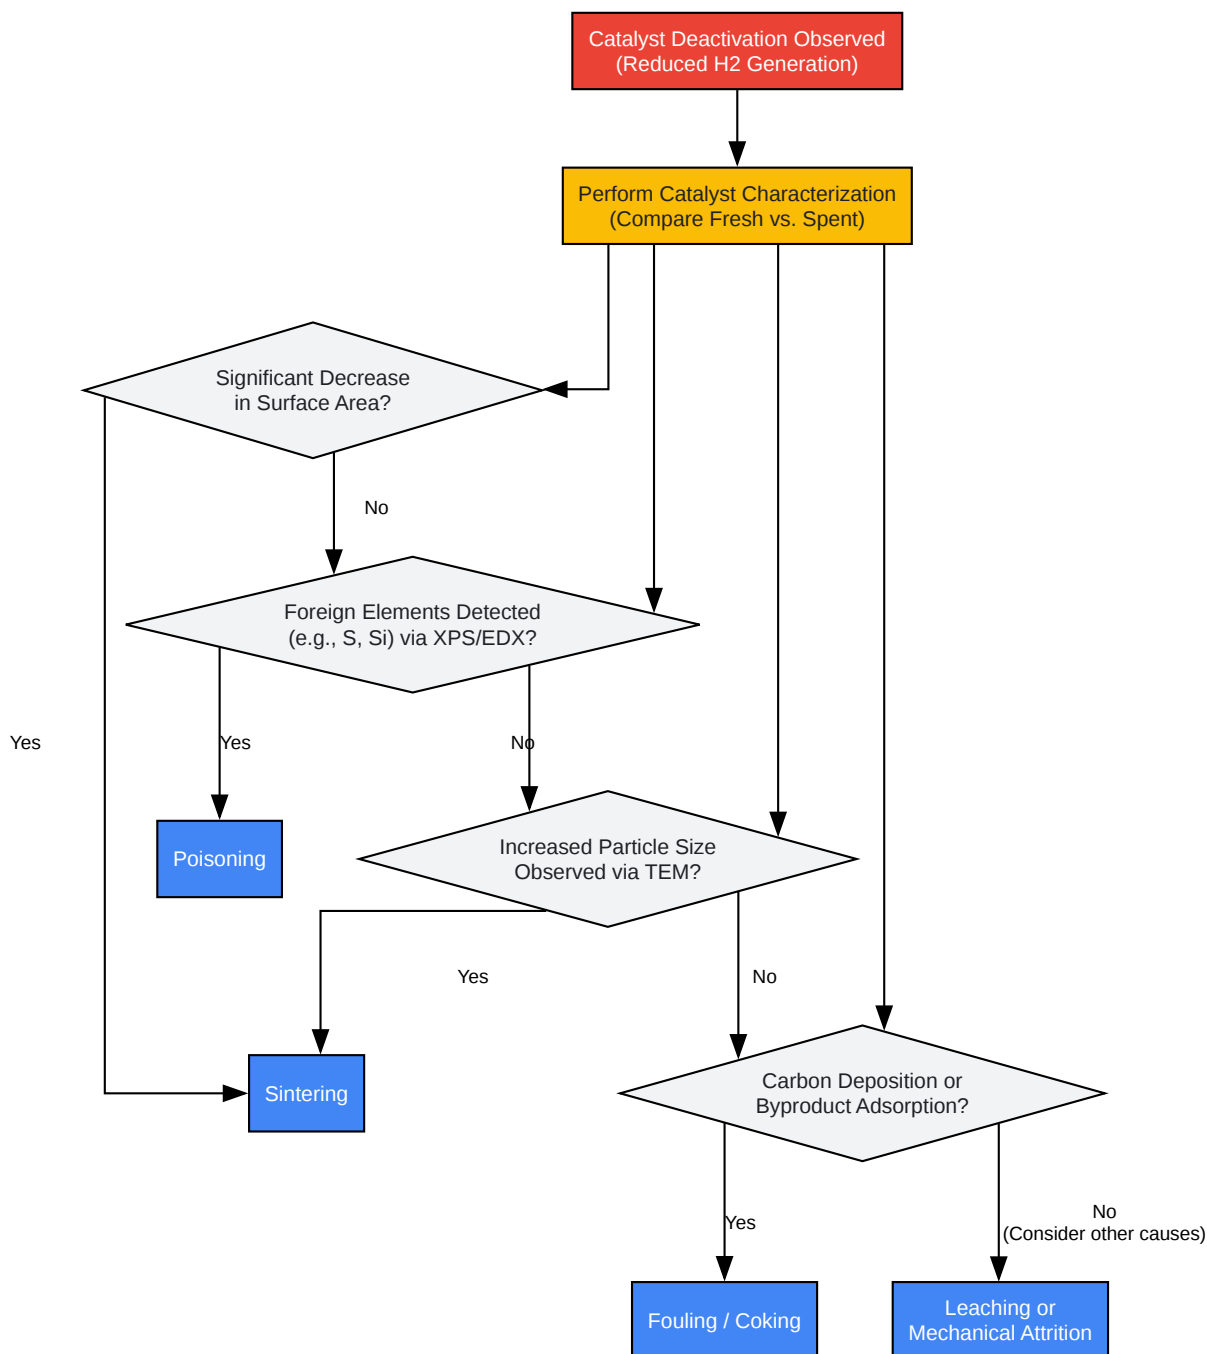 Catalyst Deactivation Observed
(Reduced H2 Generation)
Perform Catalyst Characterization
(Compare Fresh vs. Spent)
Significant Decrease
in Surface Area?
No
Foreign Elements Detected
(e.g., S, Si) via XPS/EDX?
Yes
Yes
No
Poisoning
Increased Particle Size
Observed via TEM?
Yes
No
Sintering
Carbon Deposition or
Byproduct Adsorption?
Yes
No
(Consider other causes)
Fouling / Coking
Leaching or
Mechanical Attrition